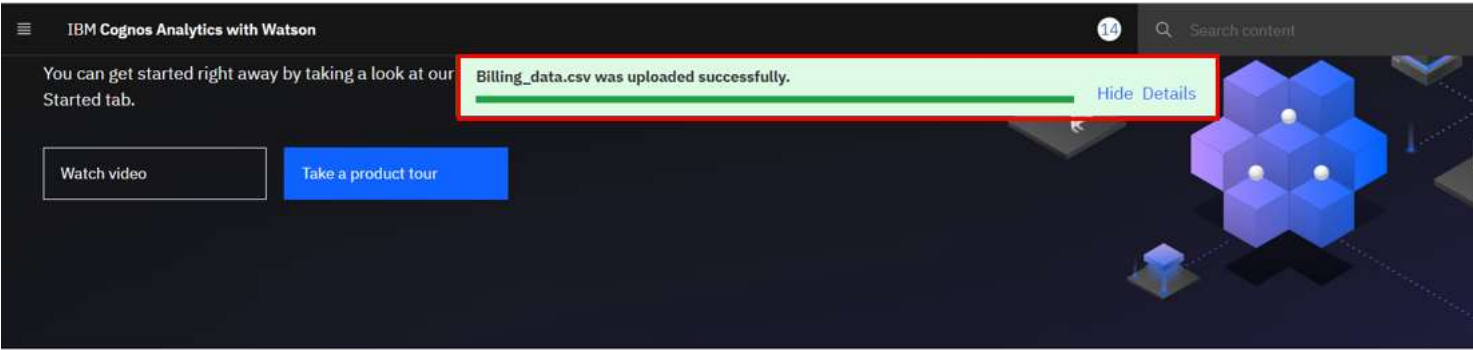 IBM Cognos Analytics with Watson
14
Search content
You can get started right away by taking a look at our
Started tab.
Billing_data.csv was uploaded successfully.
Hide Details
Watch video
Take a product tour